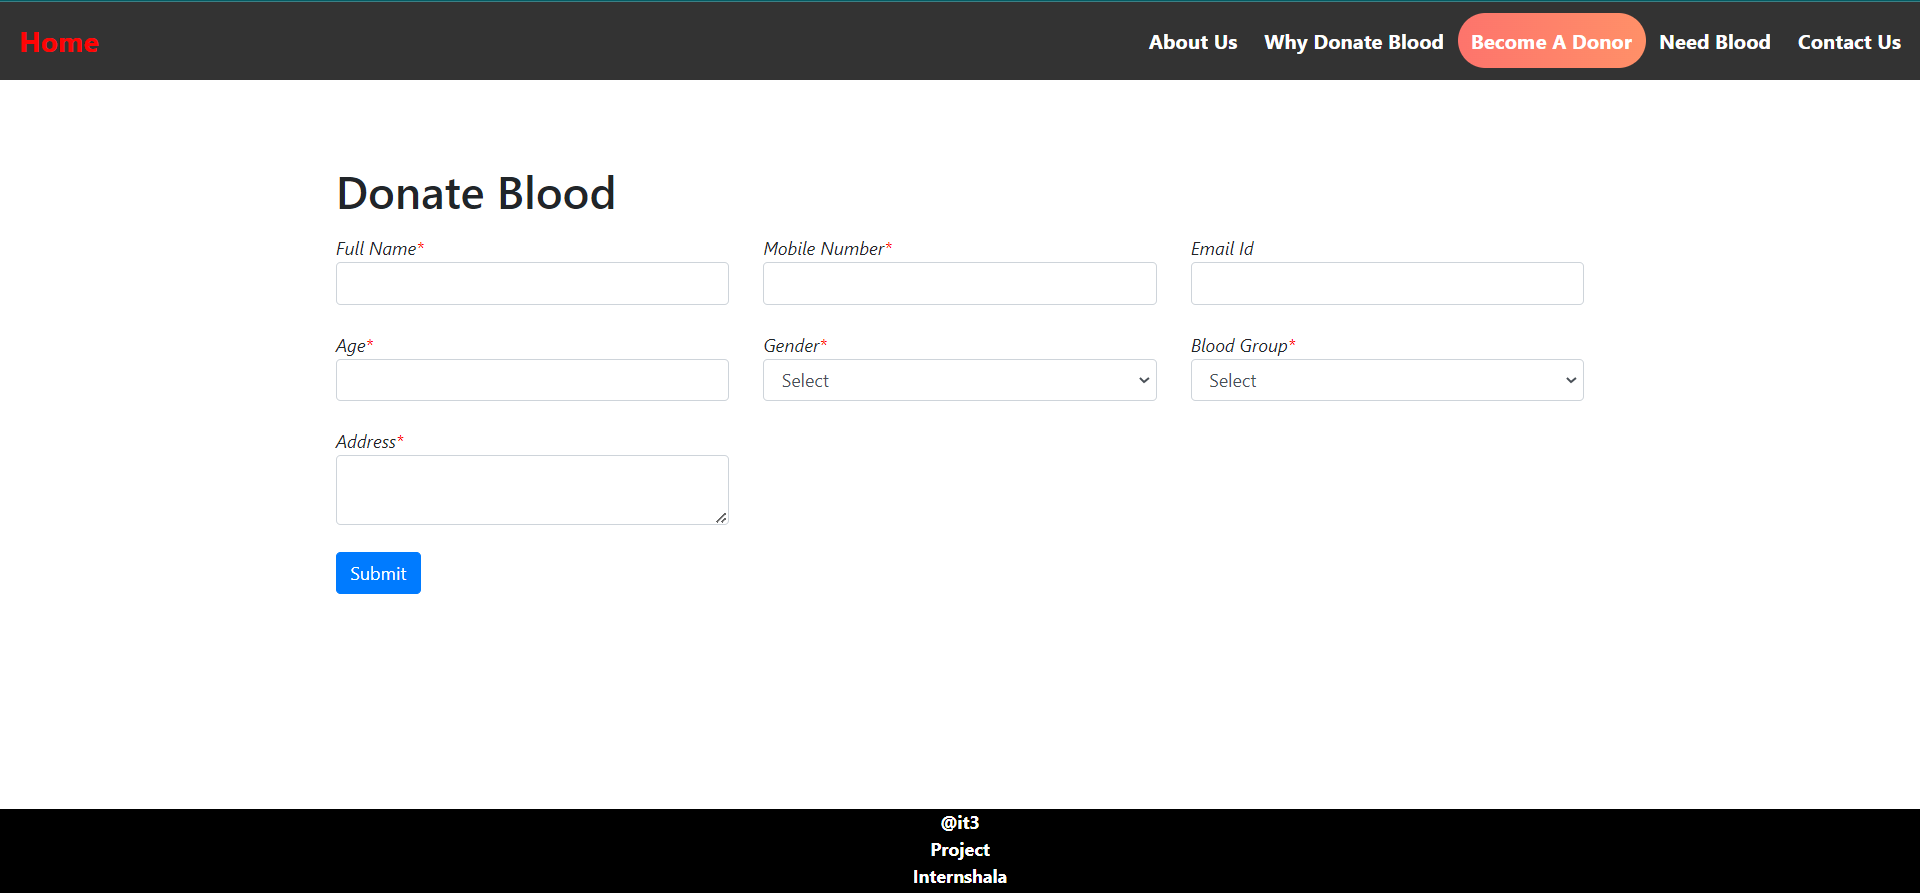 Home About Us Why Donate Blood Become A Donor Need Blood Contact Us
Donate Blood
Full Name* Mobile Number* Email Id
Age* Gender* Blood Group*
Select Select
Address*
Submit
@it3
Project
Internshala